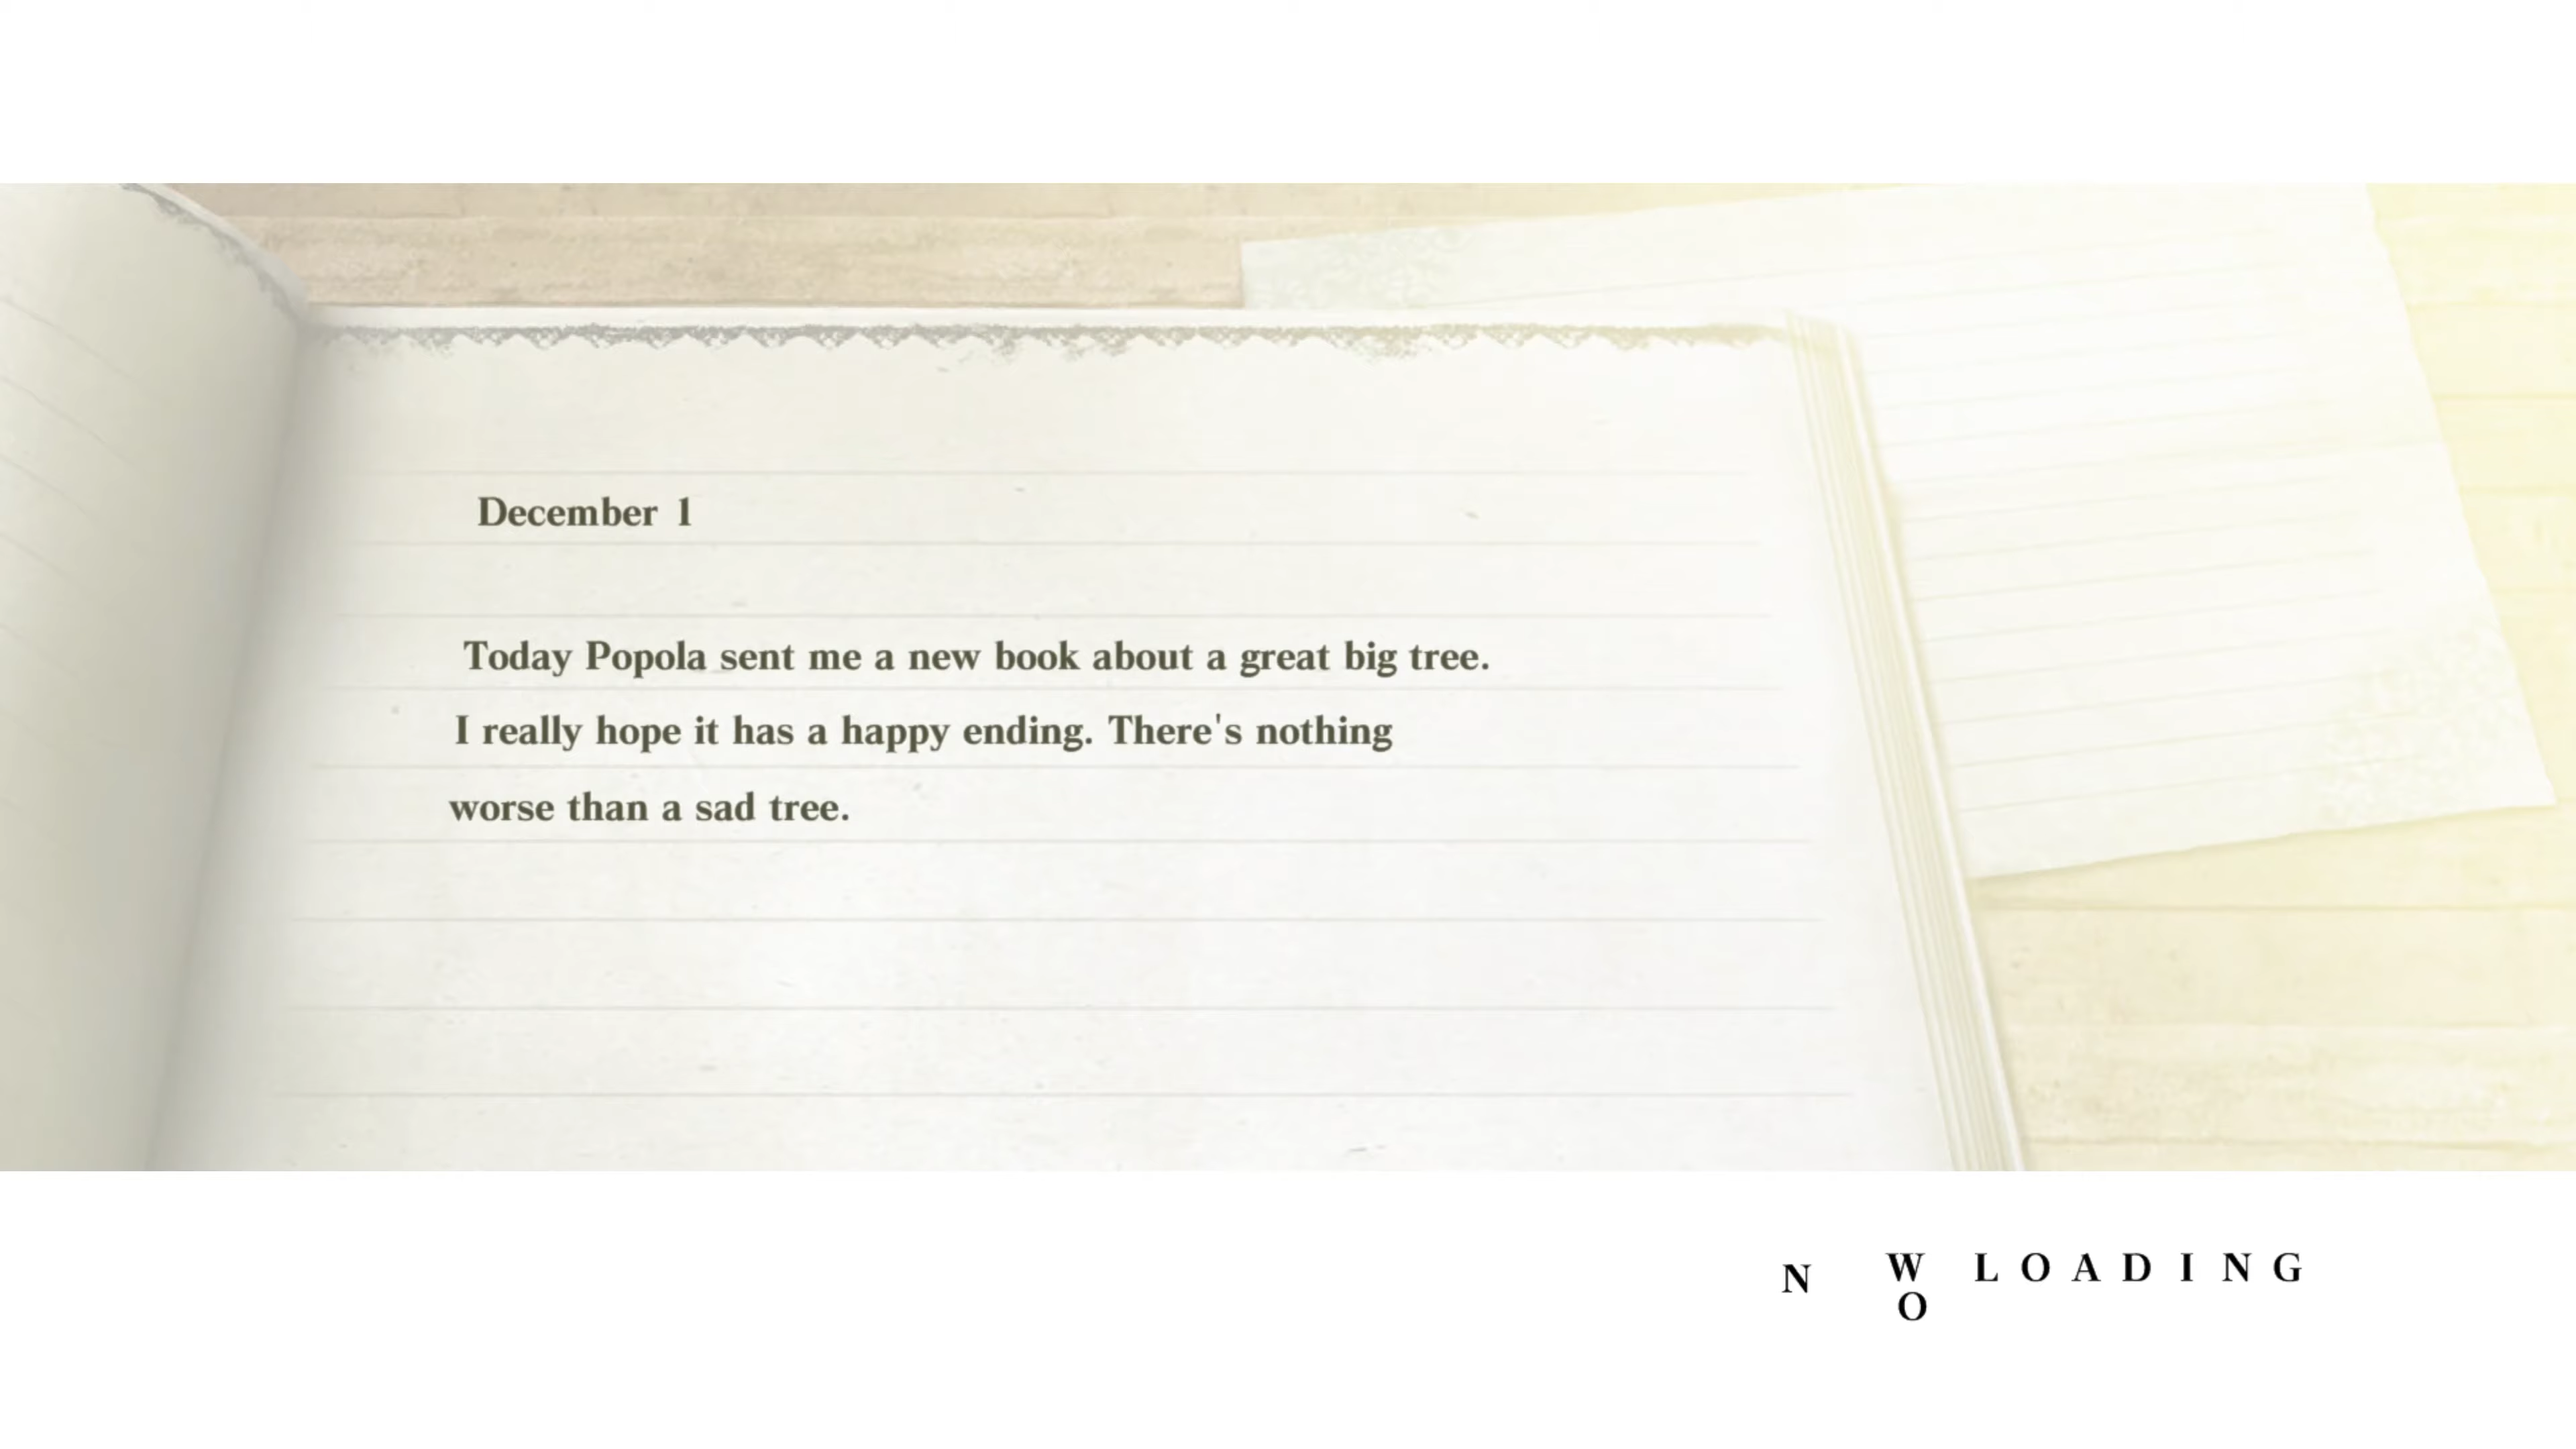 December 1
Today Popola sent me a new book about a great big tree.
I really hope it has a happy ending. There's nothing
worse than a sad tree.
NOW LOADING